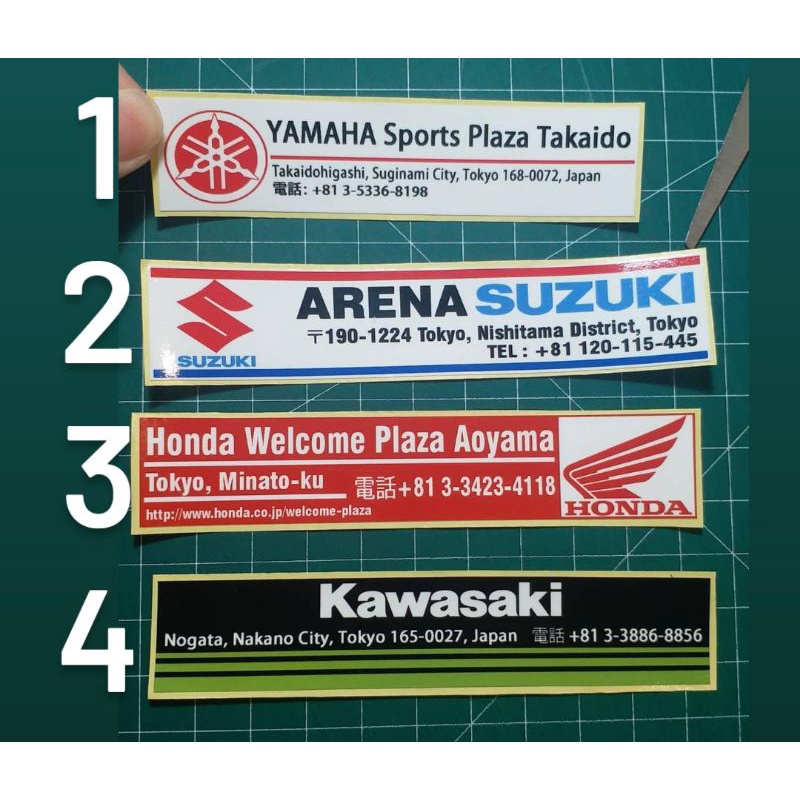 1
YAMAHA Sports Plaza Takaido
Takaidohigashi, Suginami City, Tokyo 168-0072, Japan
電話: +81 3-5336-8198
2
SUZUKI
ARENA SUZUKI
〒190-1224 Tokyo, Nishitama District, Tokyo
TEL : +81 120-115-445
3
Honda Welcome Plaza Aoyama
Tokyo, Minato-ku
電話+81 3-3423-4118
http://www.honda.co.jp/welcome-plaza
HONDA
4
Kawasaki
Nogata, Nakano City, Tokyo 165-0027, Japan 電話 +81 3-3886-8856